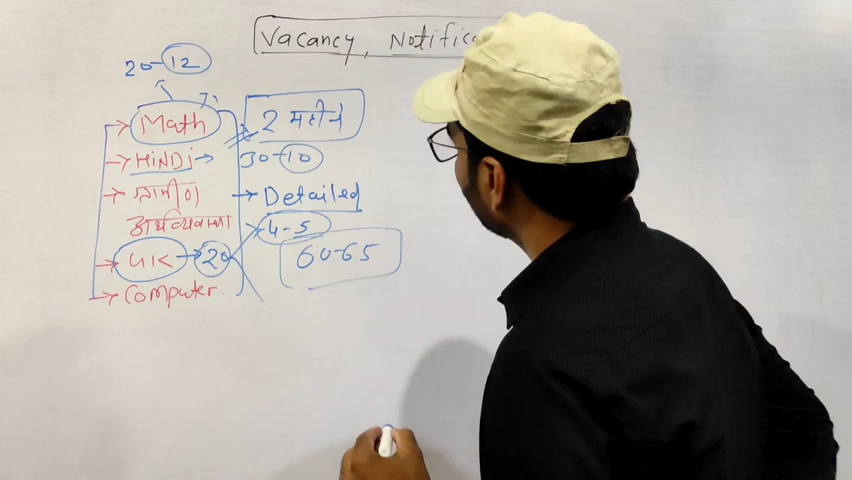 Vacancy, Notific
20-12
Math
2 महीने
HINDI → 30-10
ग्रामीण → Detailed
अर्थव्यवस्था 4-5
GK → 20 60-65
Computer